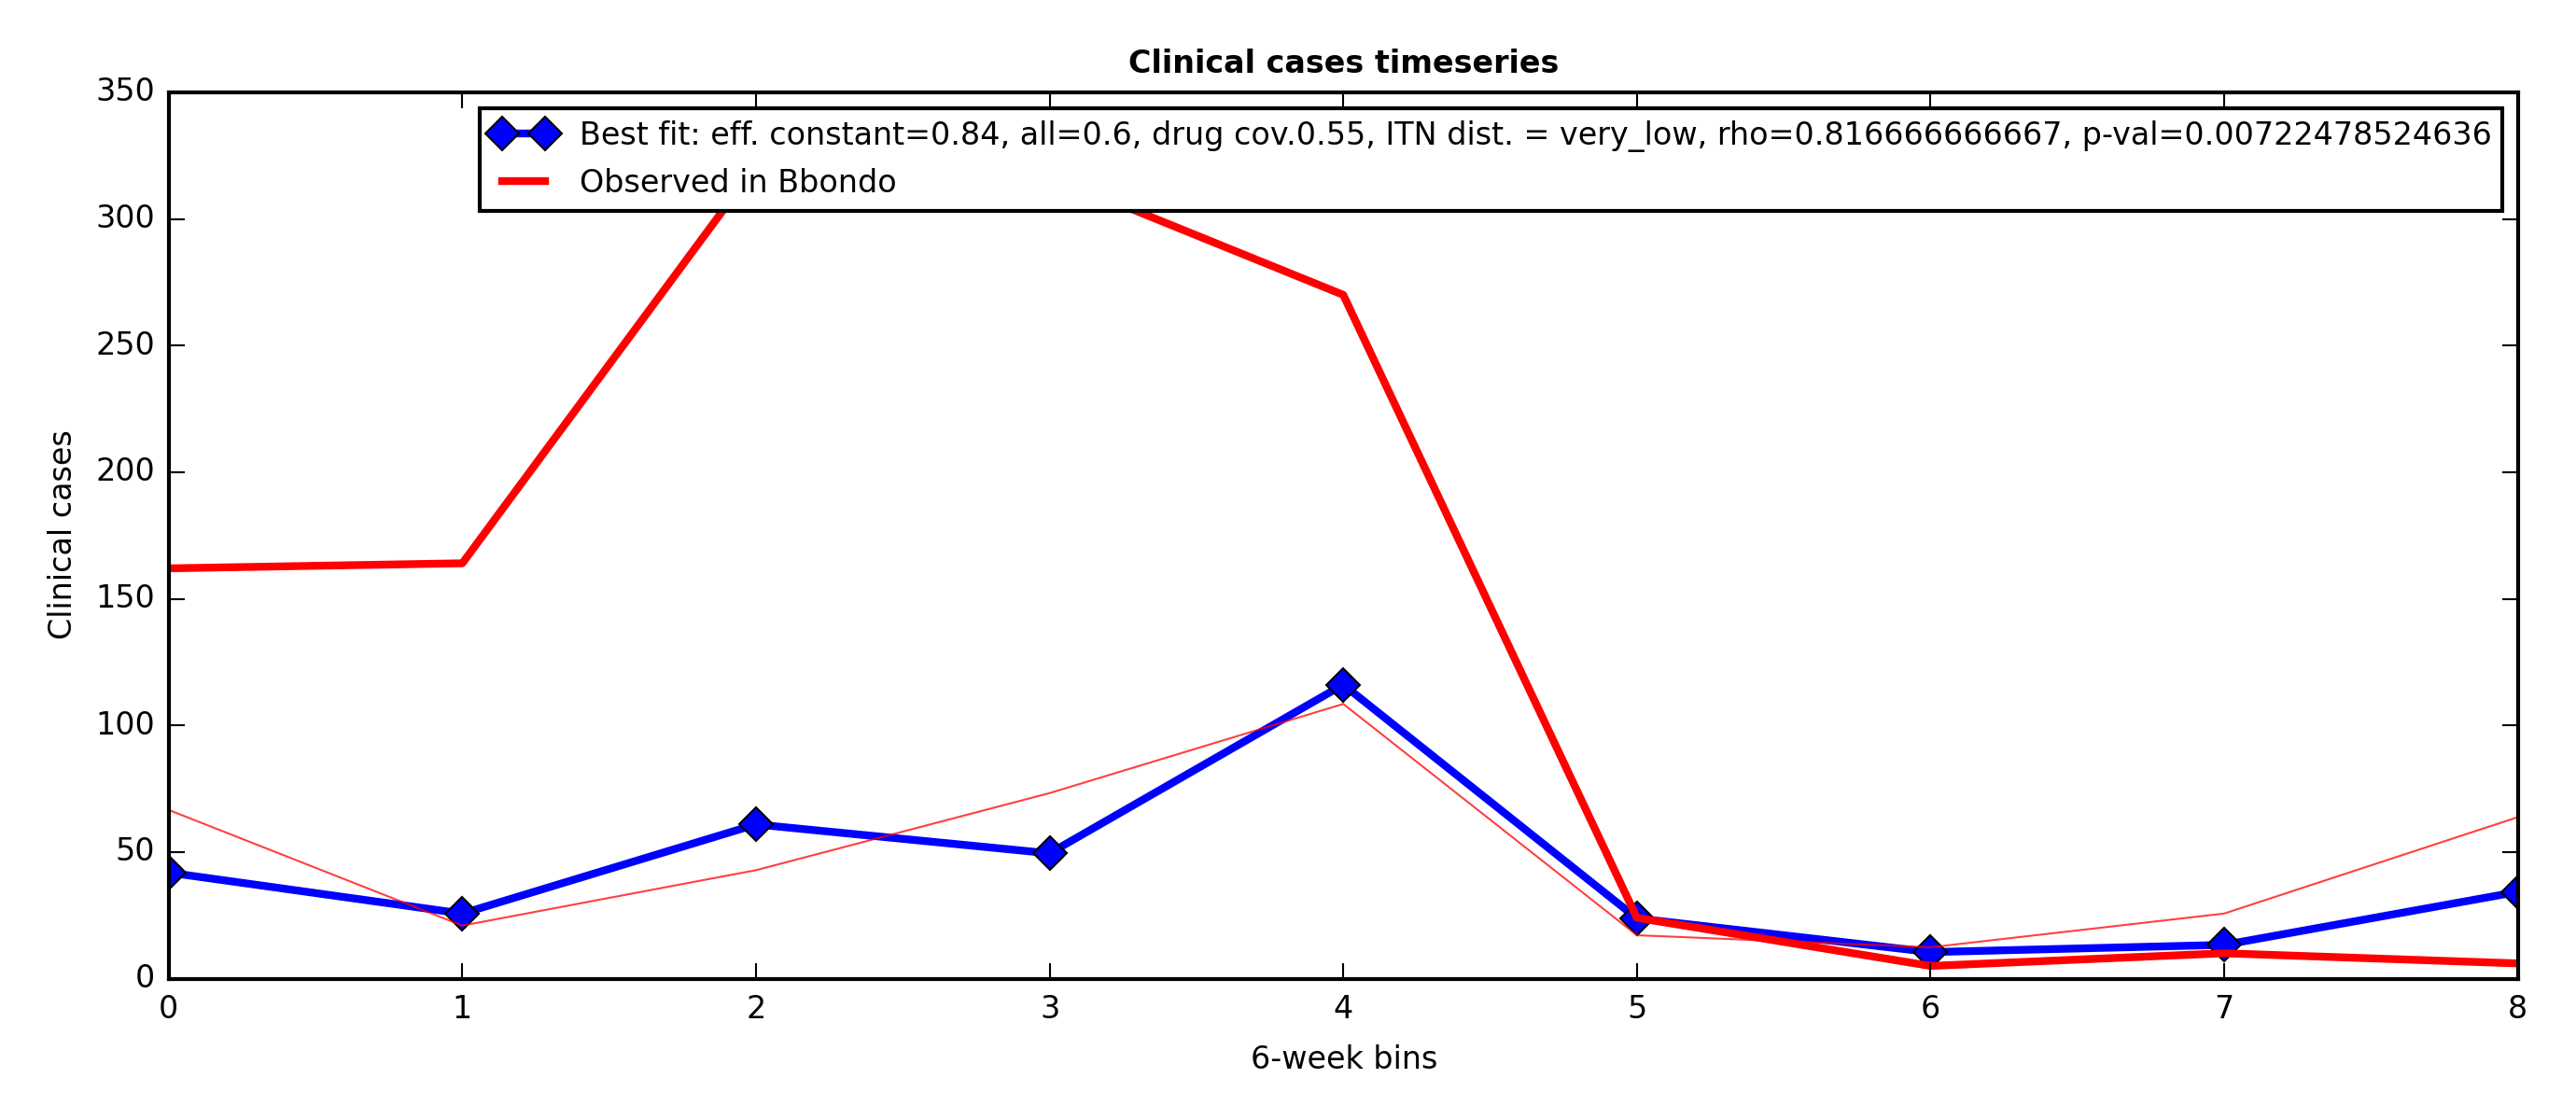 Clinical cases timeseries
350
300
250
200
150
100
50
0
Clinical cases
Best fit: eff. constant=0.84, all=0.6, drug cov.0.55, ITN dist. = very_low, rho=0.816666666667, p-val=0.00722478524636
Observed in Bbondo
0 1 2 3 4 5 6 7 8
6-week bins